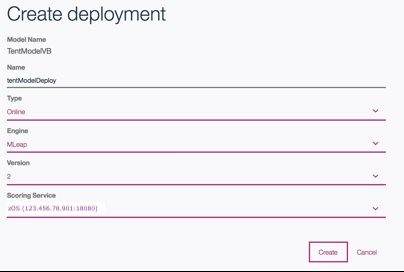 Create deployment
Model Name
TentModelVB
Name
tentModelDeploy
Type
Online
Engine
MLeap
Version
2
Scoring Service
zOS (123.456.78.901:18080)
Create Cancel